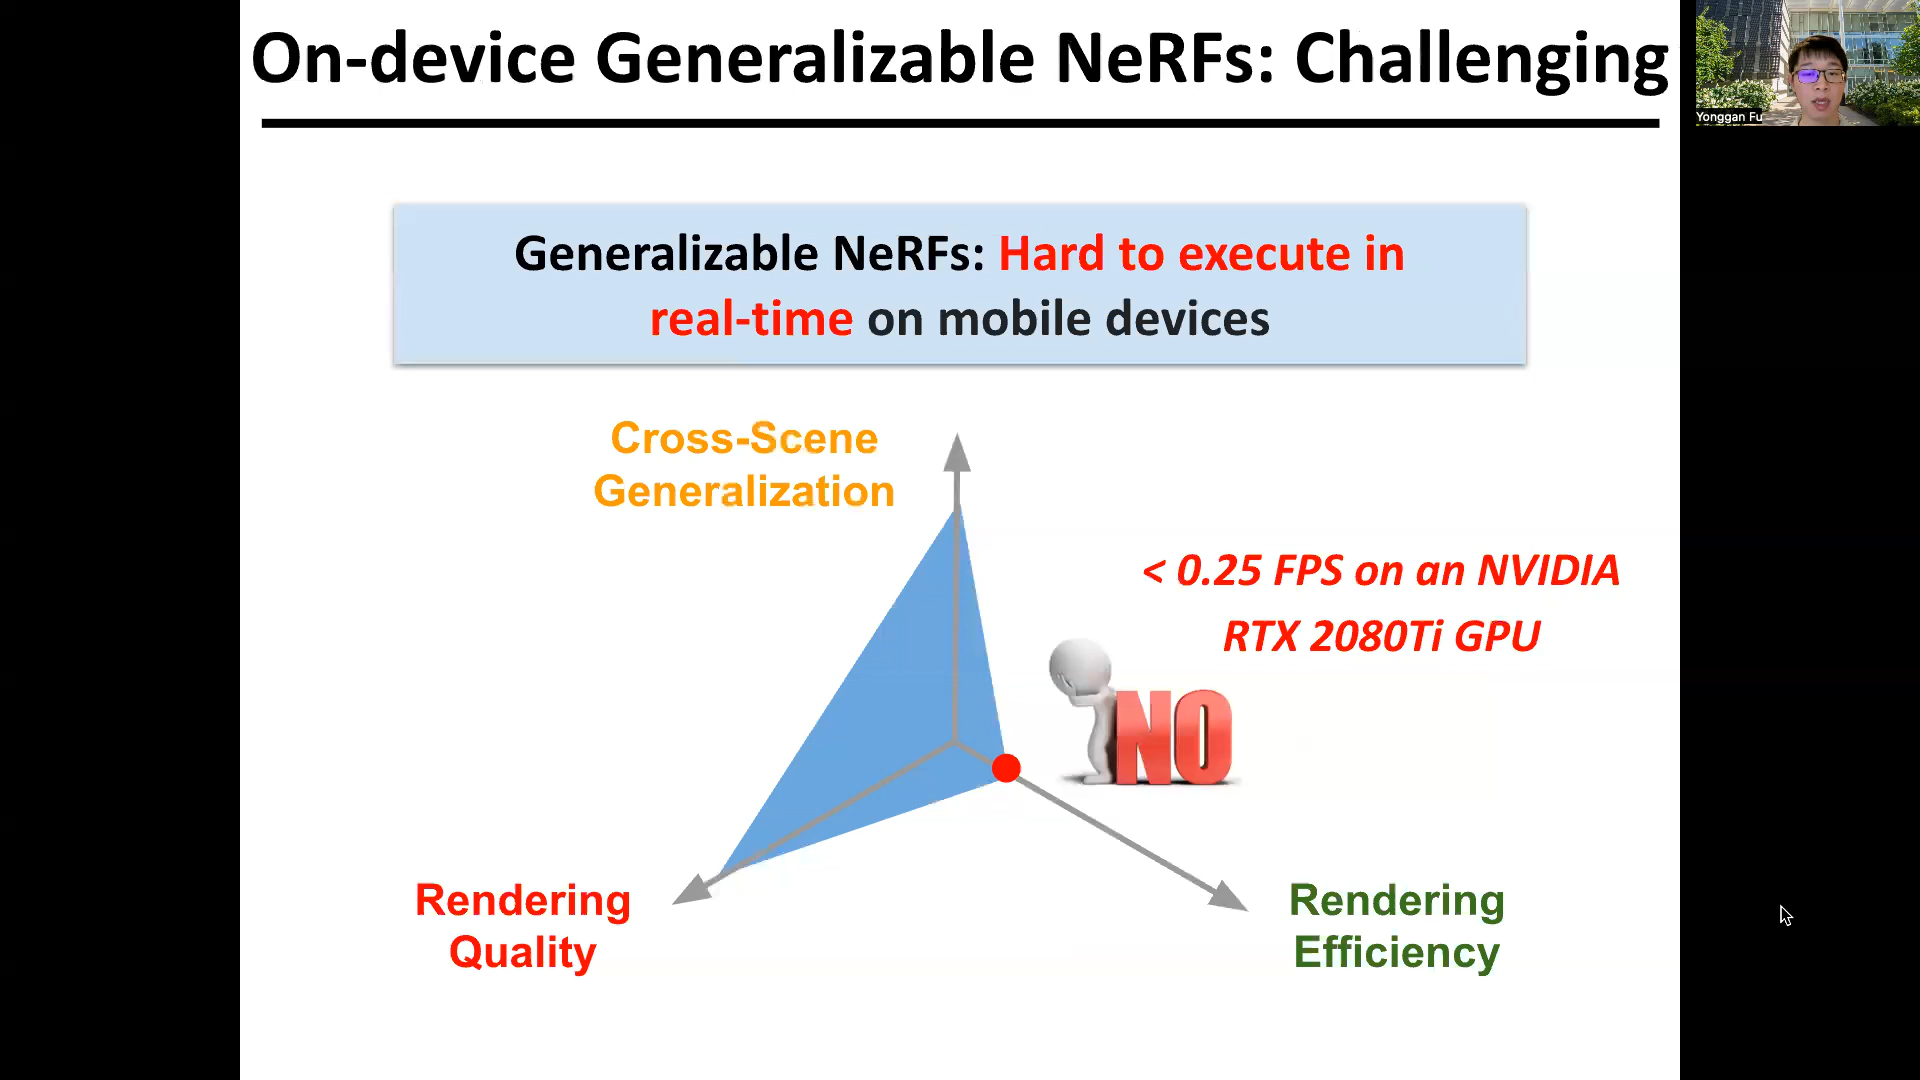 On-device Generalizable NeRFs: Challenging
Yonggan Fu
Generalizable NeRFs: Hard to execute in
real-time on mobile devices
Cross-Scene
Generalization
< 0.25 FPS on an NVIDIA
RTX 2080Ti GPU
NO
Rendering
Quality
Rendering
Efficiency